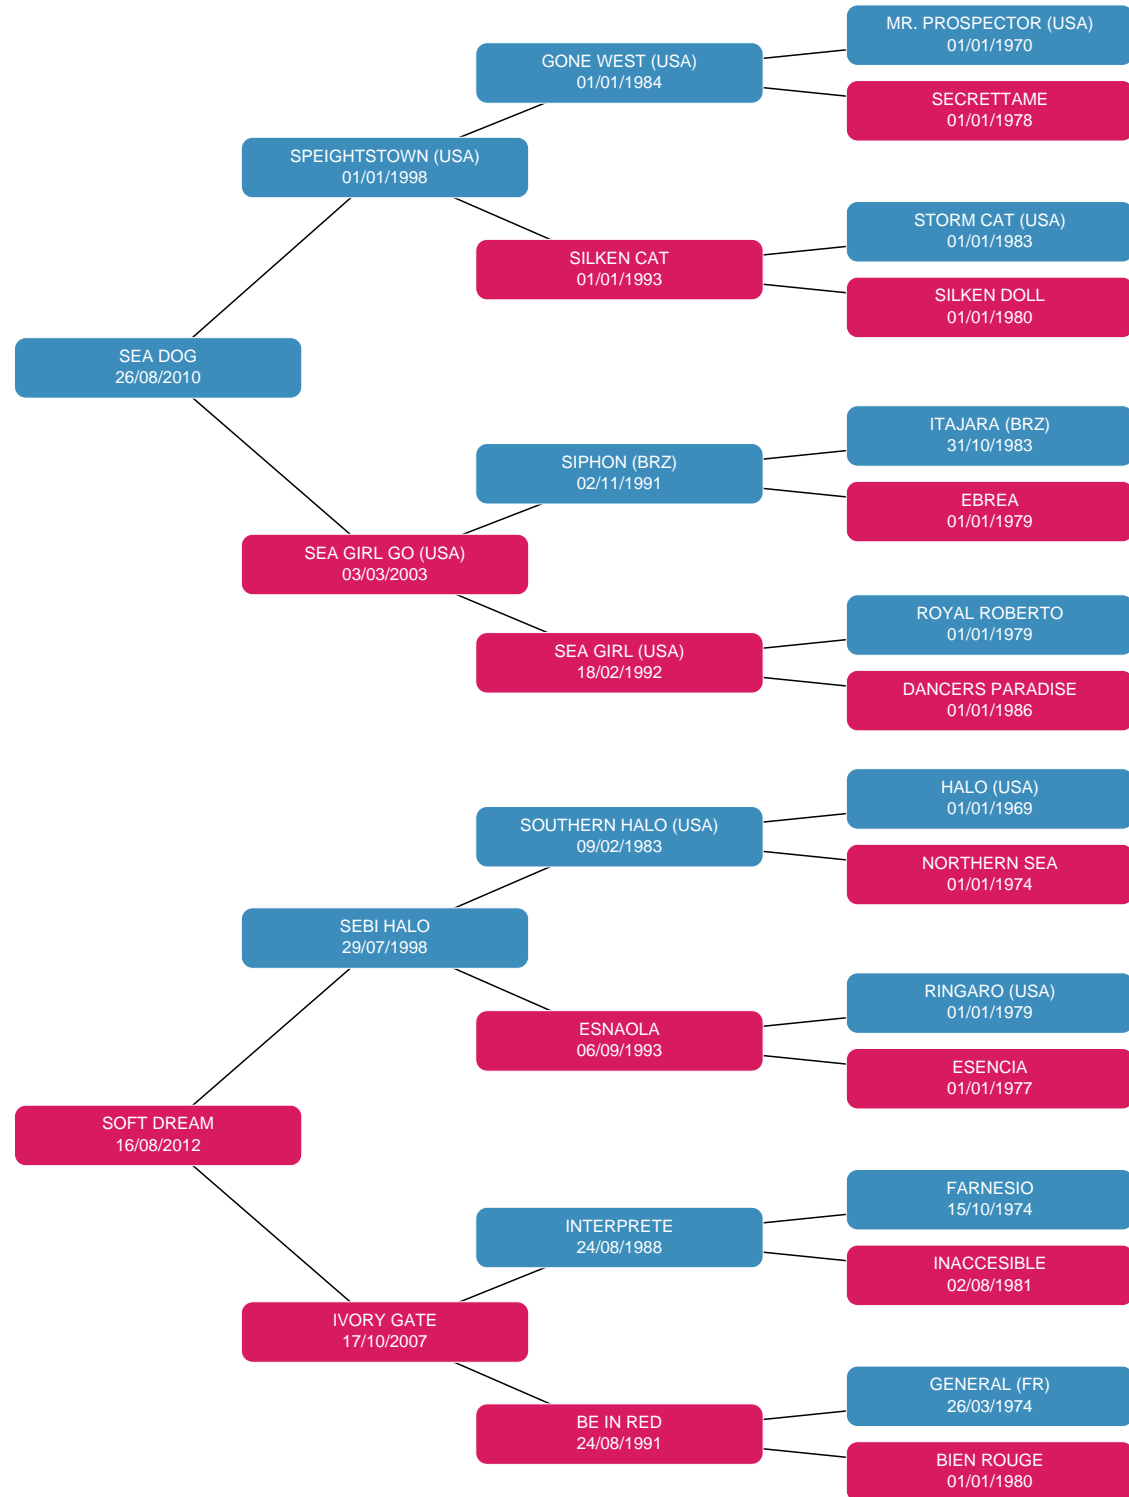 MR. PROSPECTOR (USA)
01/01/1970
GONE WEST (USA)
01/01/1984
SECRETTAME
01/01/1978
SPEIGHTSTOWN (USA)
01/01/1998
STORM CAT (USA)
01/01/1983
SILKEN CAT
01/01/1993
SILKEN DOLL
01/01/1980
SEA DOG
26/08/2010
ITAJARA (BRZ)
31/10/1983
SIPHON (BRZ)
02/11/1991
EBREA
01/01/1979
SEA GIRL GO (USA)
03/03/2003
ROYAL ROBERTO
01/01/1979
SEA GIRL (USA)
18/02/1992
DANCERS PARADISE
01/01/1986
HALO (USA)
01/01/1969
SOUTHERN HALO (USA)
09/02/1983
NORTHERN SEA
01/01/1974
SEBI HALO
29/07/1998
RINGARO (USA)
01/01/1979
ESNAOLA
06/09/1993
ESENCIA
01/01/1977
SOFT DREAM
16/08/2012
FARNESIO
15/10/1974
INTERPRETE
24/08/1988
INACCESIBLE
02/08/1981
IVORY GATE
17/10/2007
GENERAL (FR)
26/03/1974
BE IN RED
24/08/1991
BIEN ROUGE
01/01/1980